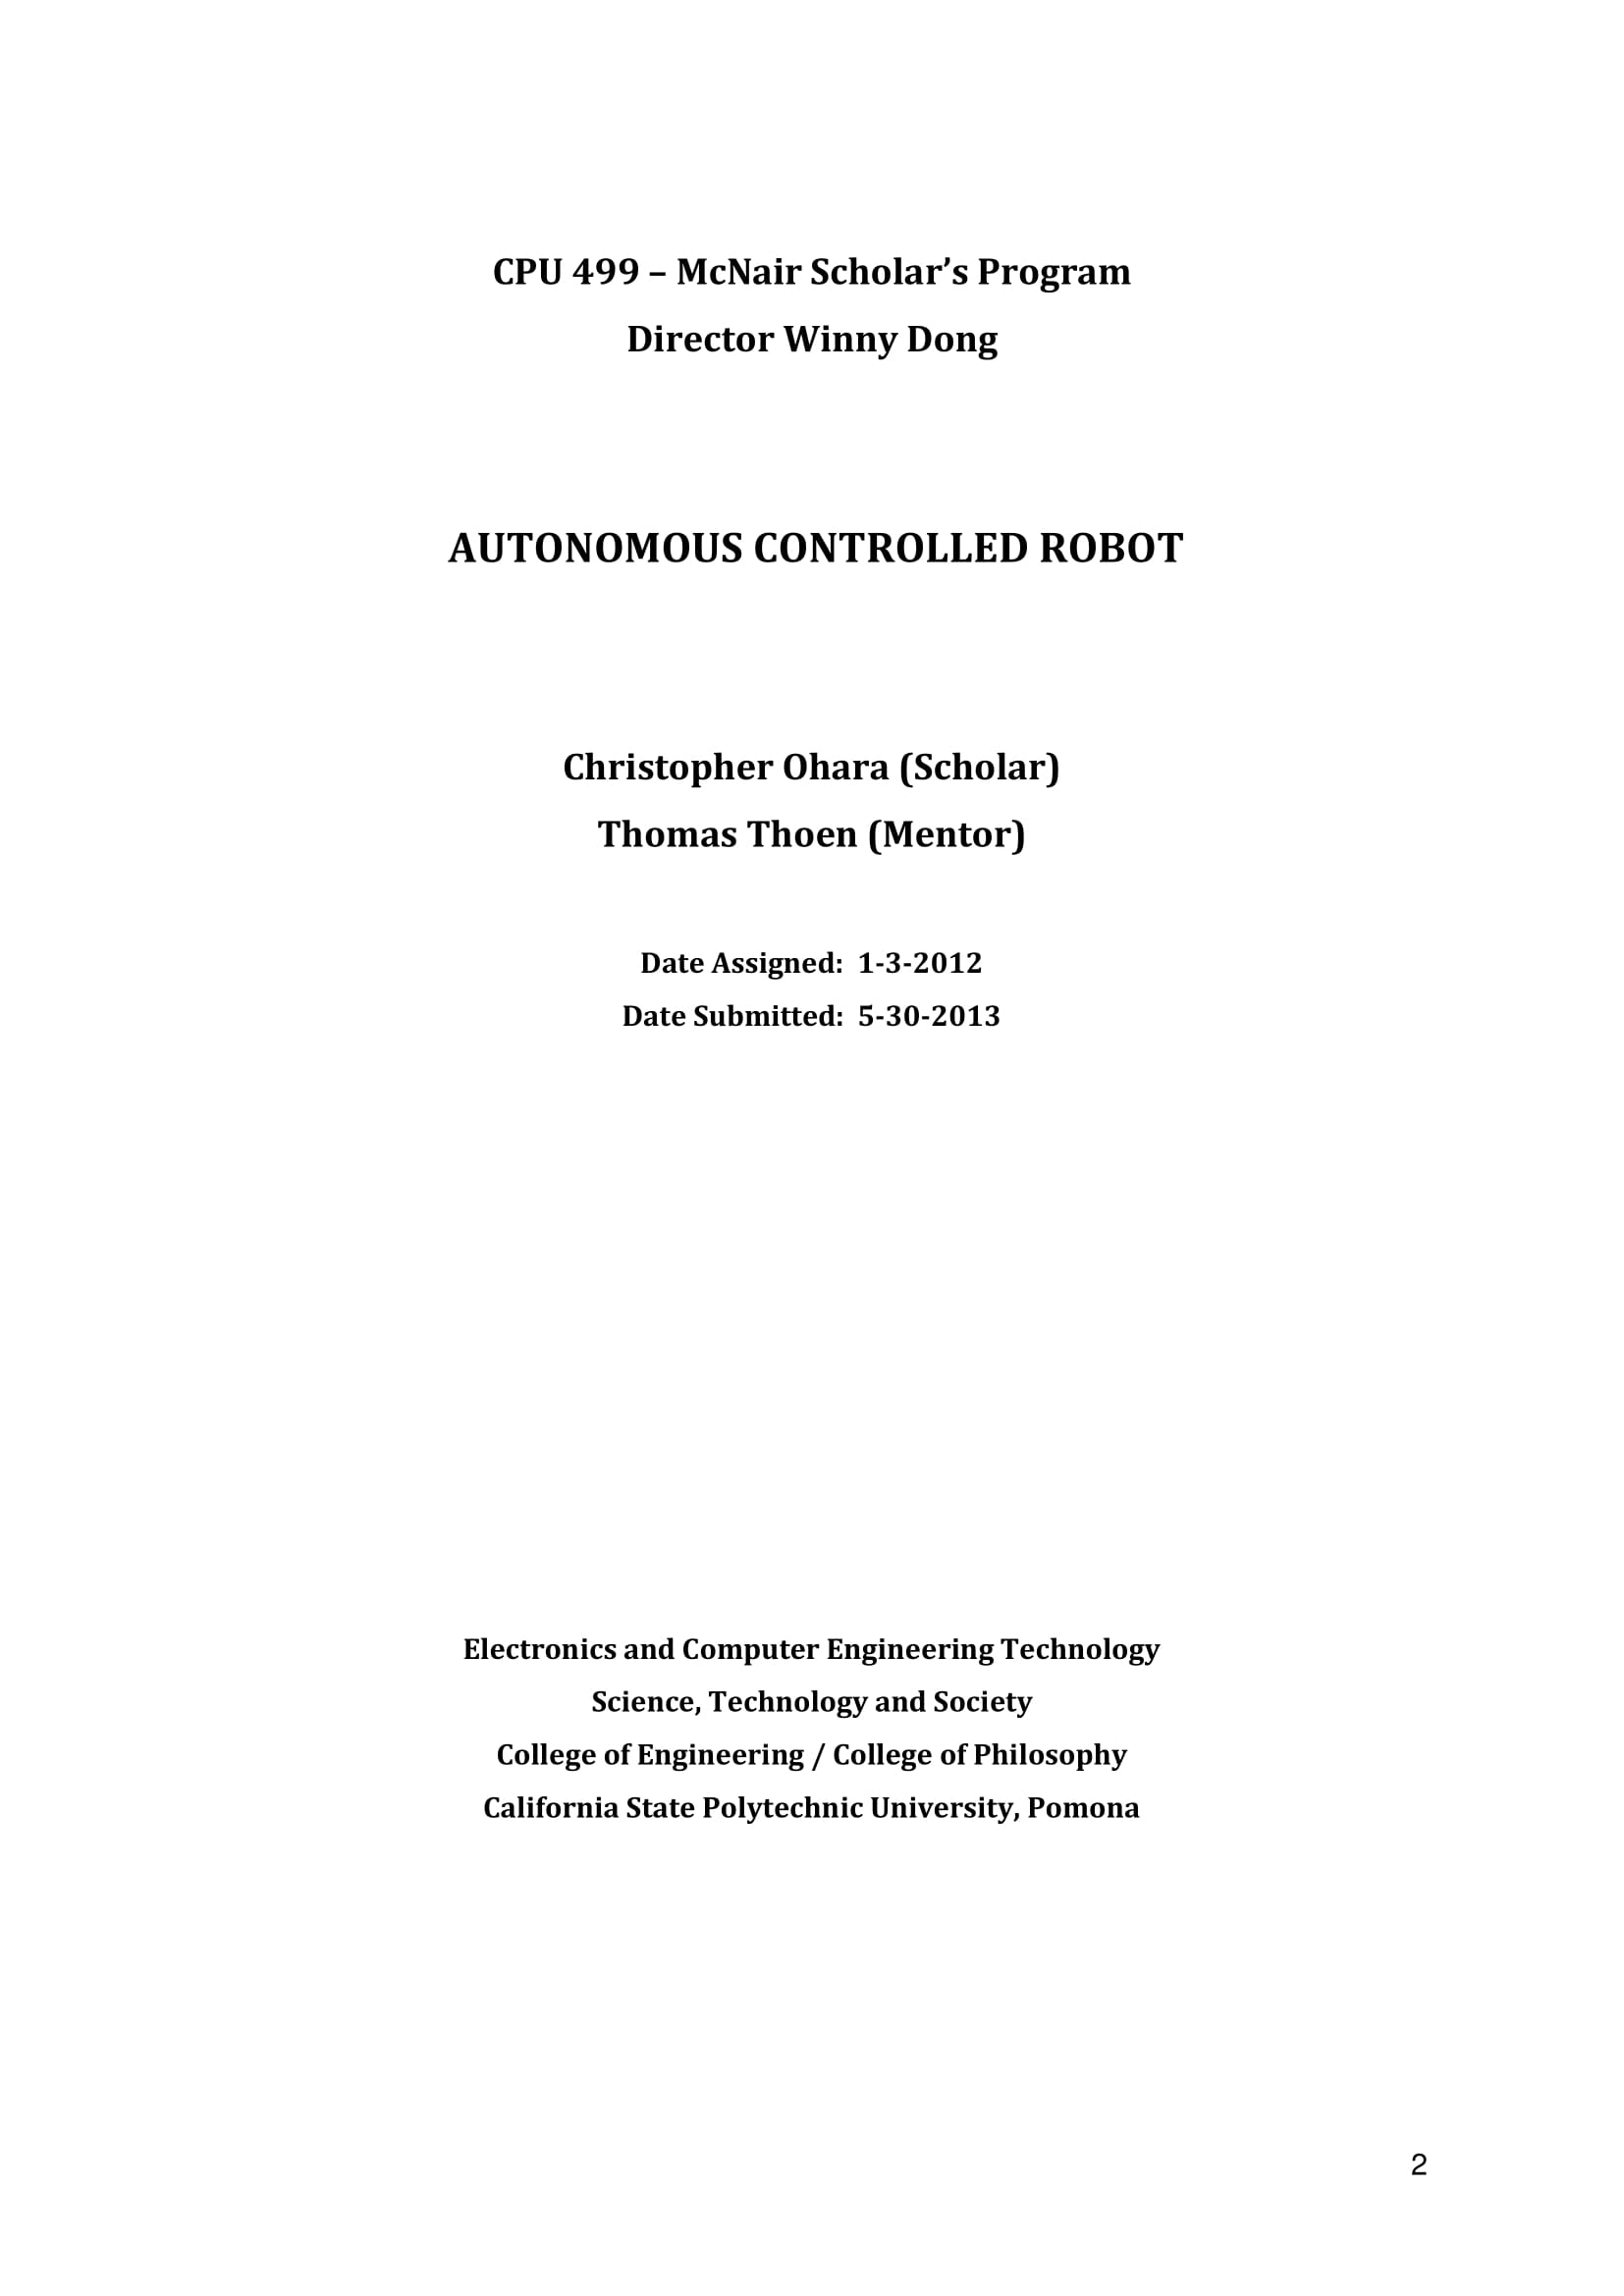 CPU 499 – McNair Scholar’s Program
Director Winny Dong
AUTONOMOUS CONTROLLED ROBOT
Christopher Ohara (Scholar)
Thomas Thoen (Mentor)
Date Assigned:  1-3-2012
Date Submitted:  5-30-2013
Electronics and Computer Engineering Technology
Science, Technology and Society
College of Engineering / College of Philosophy
California State Polytechnic University, Pomona
2